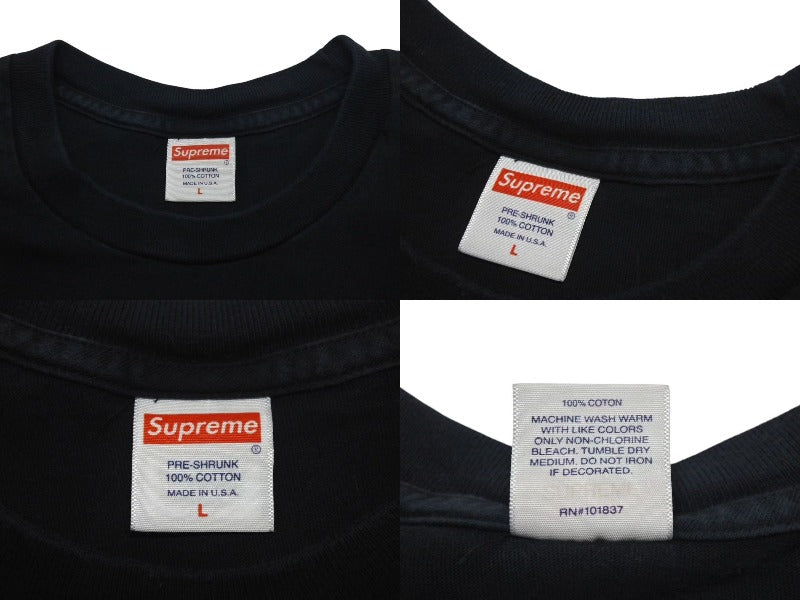 Supreme
®
PRE-SHRUNK
100% COTTON
MADE IN U.S.A.
L
Supreme
®
PRE-SHRUNK
100% COTTON
MADE IN U.S.A.
L
Supreme
®
PRE-SHRUNK
100% COTTON
MADE IN U.S.A.
L
100% COTON
MACHINE WASH WARM
WITH LIKE COLORS
ONLY NON-CHLORINE
BLEACH. TUMBLE DRY
MEDIUM. DO NOT IRON
IF DECORATED.
RN#101837